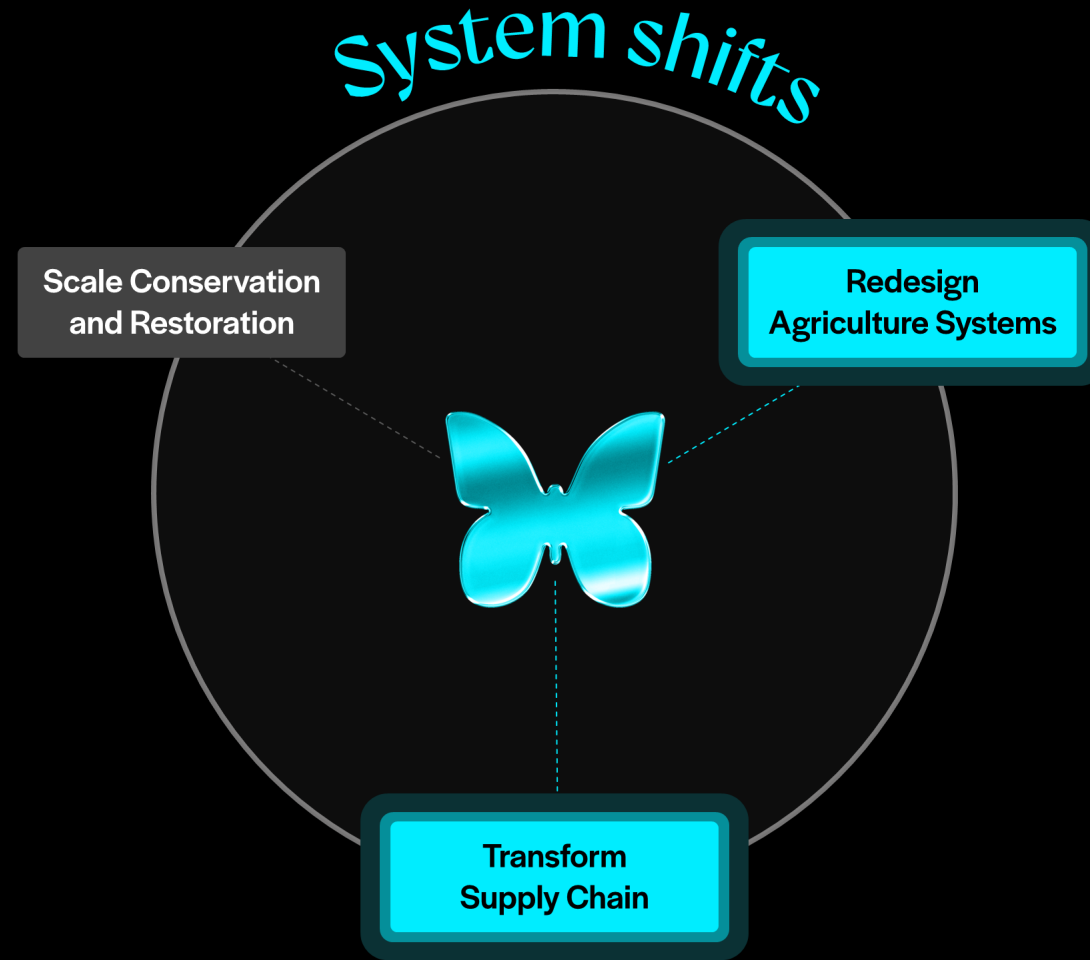 System shifts
Scale Conservation
and Restoration
Redesign
Agriculture Systems
Transform
Supply Chain